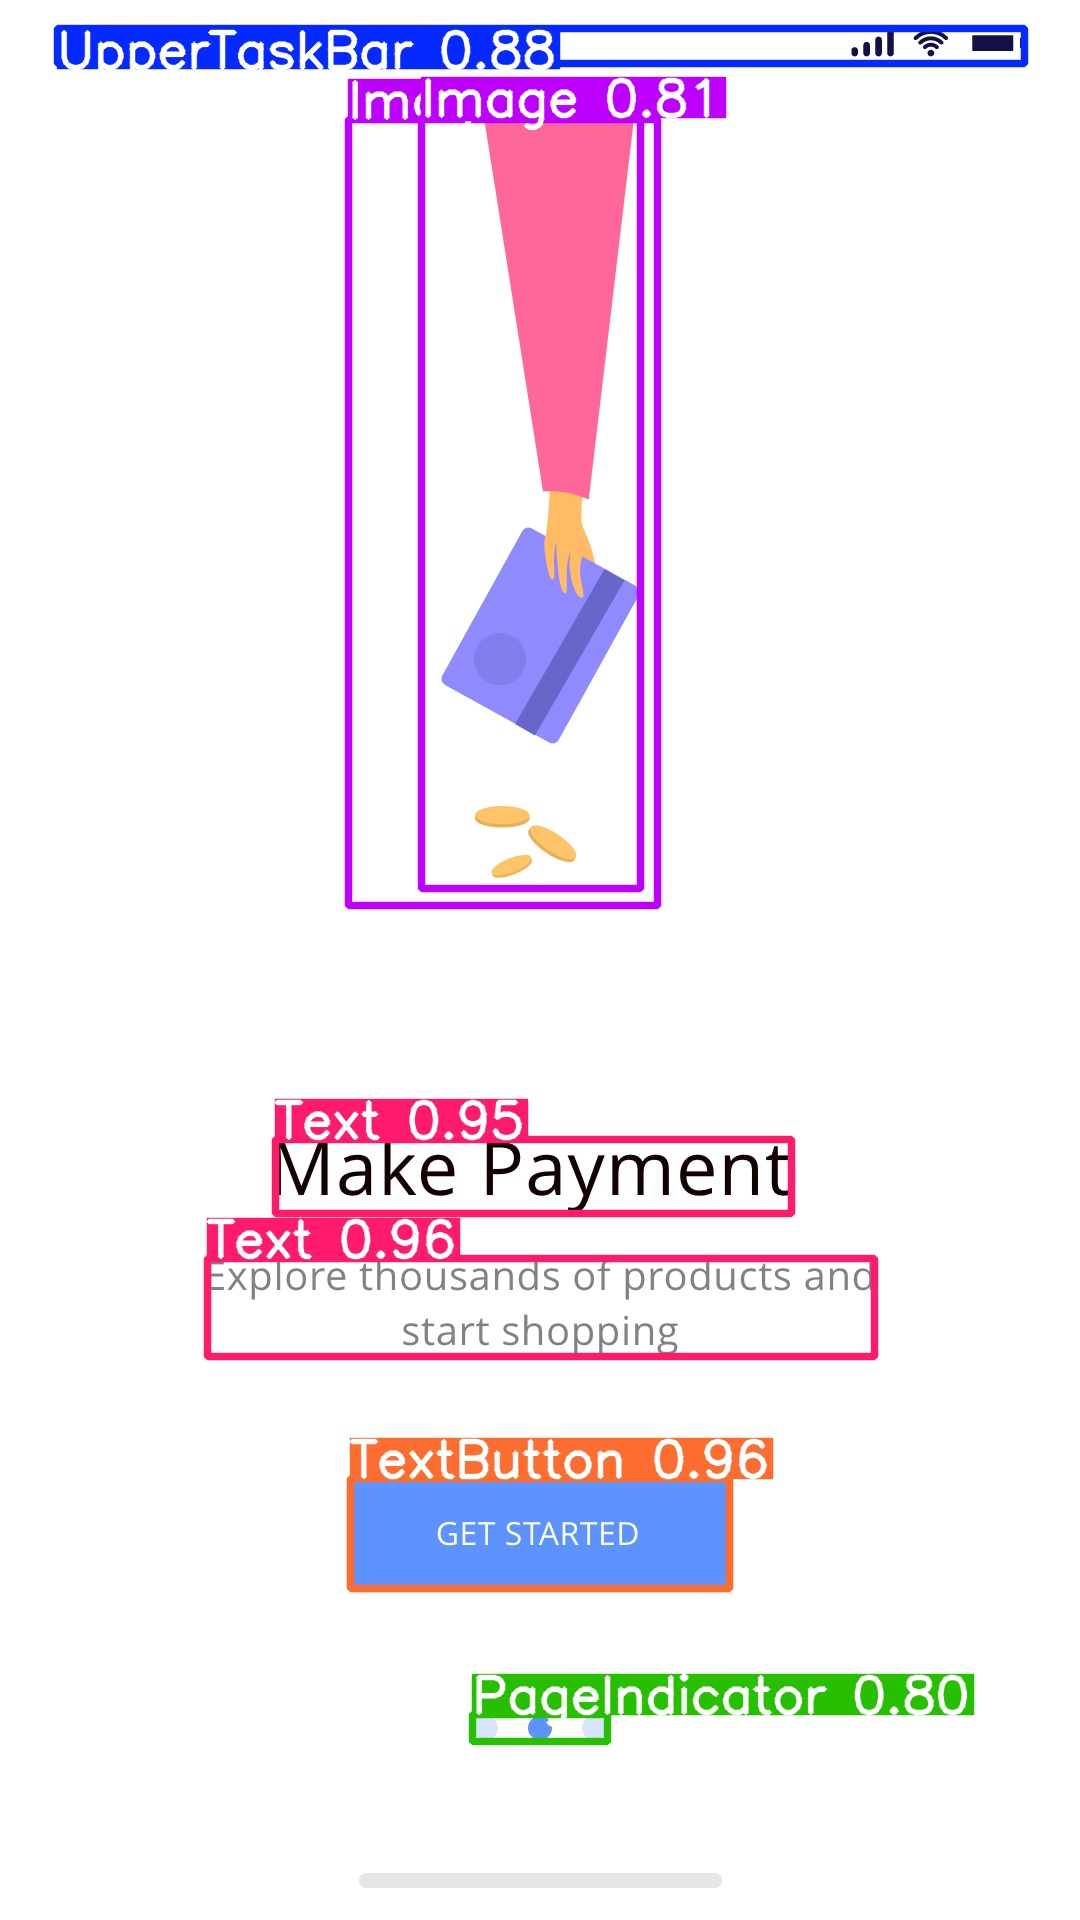 UpperTaskBar 0.88
Image 0.81
Text 0.95
Make Payment
Text 0.96
Explore thousands of products and
start shopping
TextButton 0.96
GET STARTED
PageIndicator 0.80